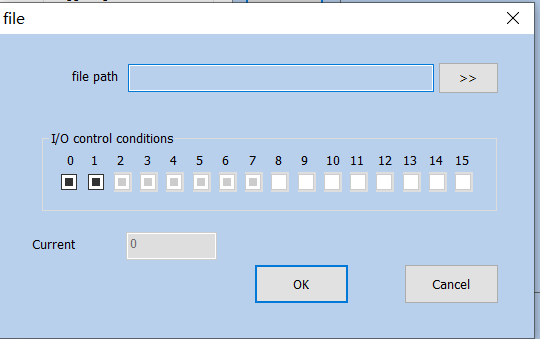 file
file path >>
I/O control conditions
0 1 2 3 4 5 6 7 8 9 10 11 12 13 14 15
Current 0
OK Cancel